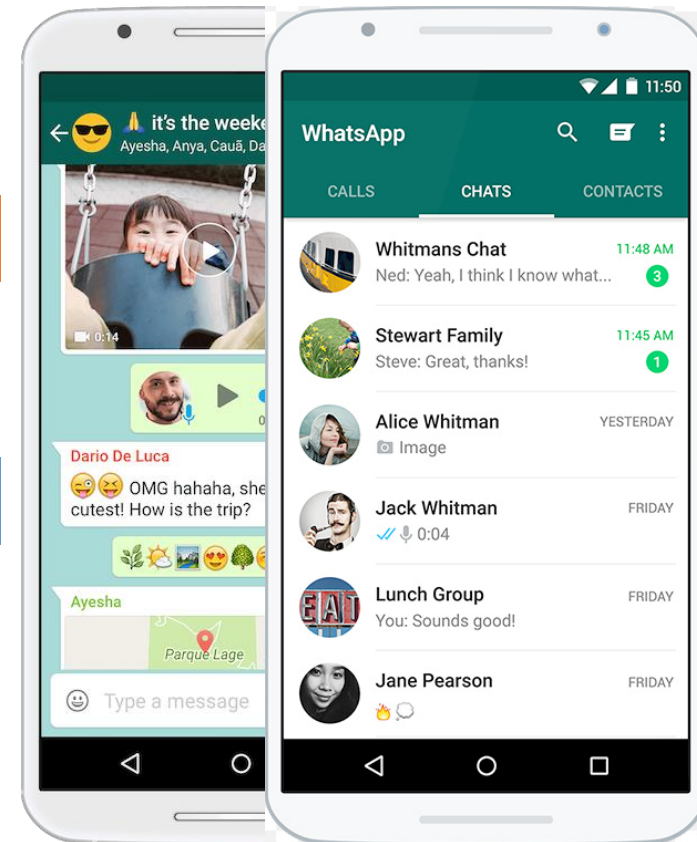 it's the weeke
Ayesha, Anya, Cauã, Da
0:14
Dario De Luca
OMG hahaha, she
cutest! How is the trip?
Ayesha
Parque Lage
Type a message
11:50
WhatsApp
CALLS CHATS CONTACTS
Whitmans Chat 11:48 AM
Ned: Yeah, I think I know what... 3
Stewart Family 11:45 AM
Steve: Great, thanks! 1
Alice Whitman YESTERDAY
Image
Jack Whitman FRIDAY
0:04
Lunch Group FRIDAY
You: Sounds good!
EAT
Jane Pearson FRIDAY